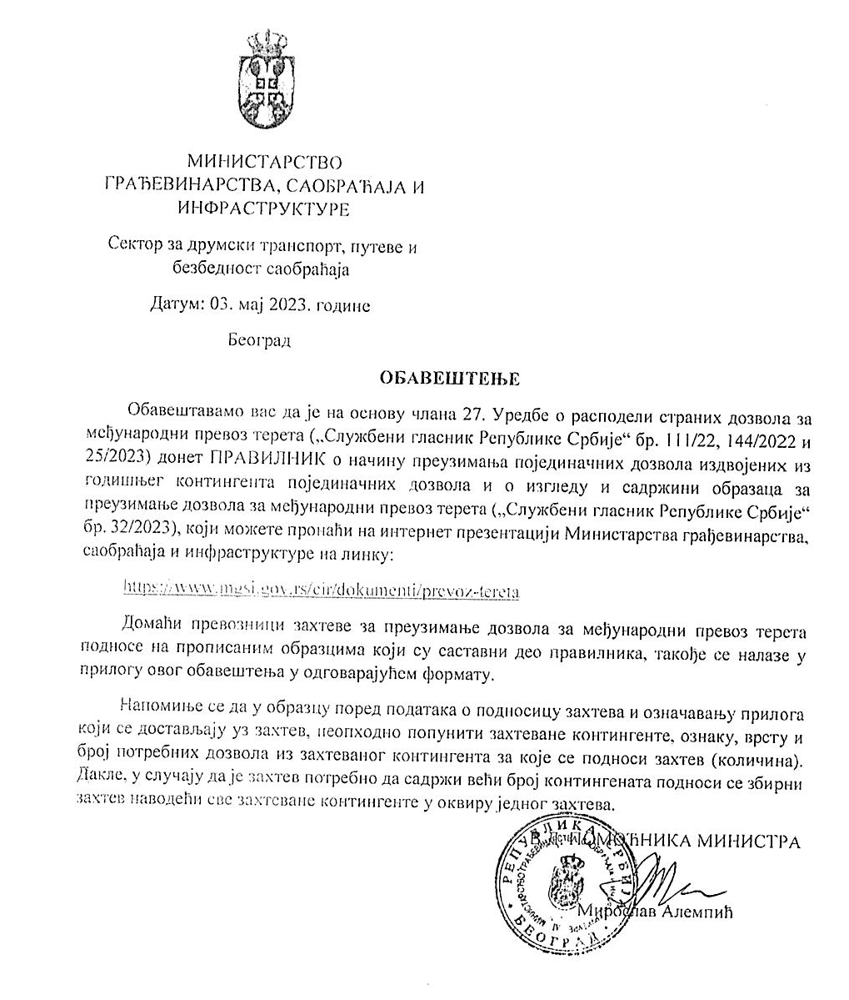 МИНИСТАРСТВО
ГРАЂЕВИНАРСТВА, САОБРАЋАЈА И
ИНФРАСТРУКТУРЕ
Сектор за друмски транспорт, путеве и
безбедност саобраћаја
Датум: 03. мај 2023. године
Београд
ОБАВЕШТЕЊЕ
Обавештавамо вас да је на основу члана 27. Уредбе о расподели страних дозвола за
међународни превоз терета („Службени гласник Републике Србије“ бр. 111/22, 144/2022 и
25/2023) донет ПРАВИЛНИК о начину преузимања појединачних дозвола издвојених из
годишњег контингента појединачних дозвола и о изгледу и садржини образаца за
преузимање дозвола за међународни превоз терета („Службени гласник Републике Србије“
бр. 32/2023), који можете пронаћи на интернет презентацији Министарства грађевинарства,
саобраћаја и инфраструктуре на линку:
https://www.mgsi.gov.rs/cir/dokumenti/prevoz-tereta
Домаћи превозници захтеве за преузимање дозвола за међународни превоз терета
подносе на прописаним образцима који су саставни део правилника, такође се налазе у
прилогу овог обавештења у одговарајућем формату.
Напомиње се да у образцу поред података о подносицу захтева и означавању прилога
који се достављају уз захтев, неопходно попунити захтеване контингенте, ознаку, врсту и
број потребних дозвола из захтеваног контингента за које се подноси захтев (количина).
Дакле, у случају да је захтев потребно да садржи већи број контингената подноси се збирни
захтев наводећи све захтеване контингенте у оквиру једног захтева.
В.Д. ПОМОЋНИКА МИНИСТРА
РЕПУБЛИКА СРБИЈА
БЕОГРАД
Мирослав Алемпић